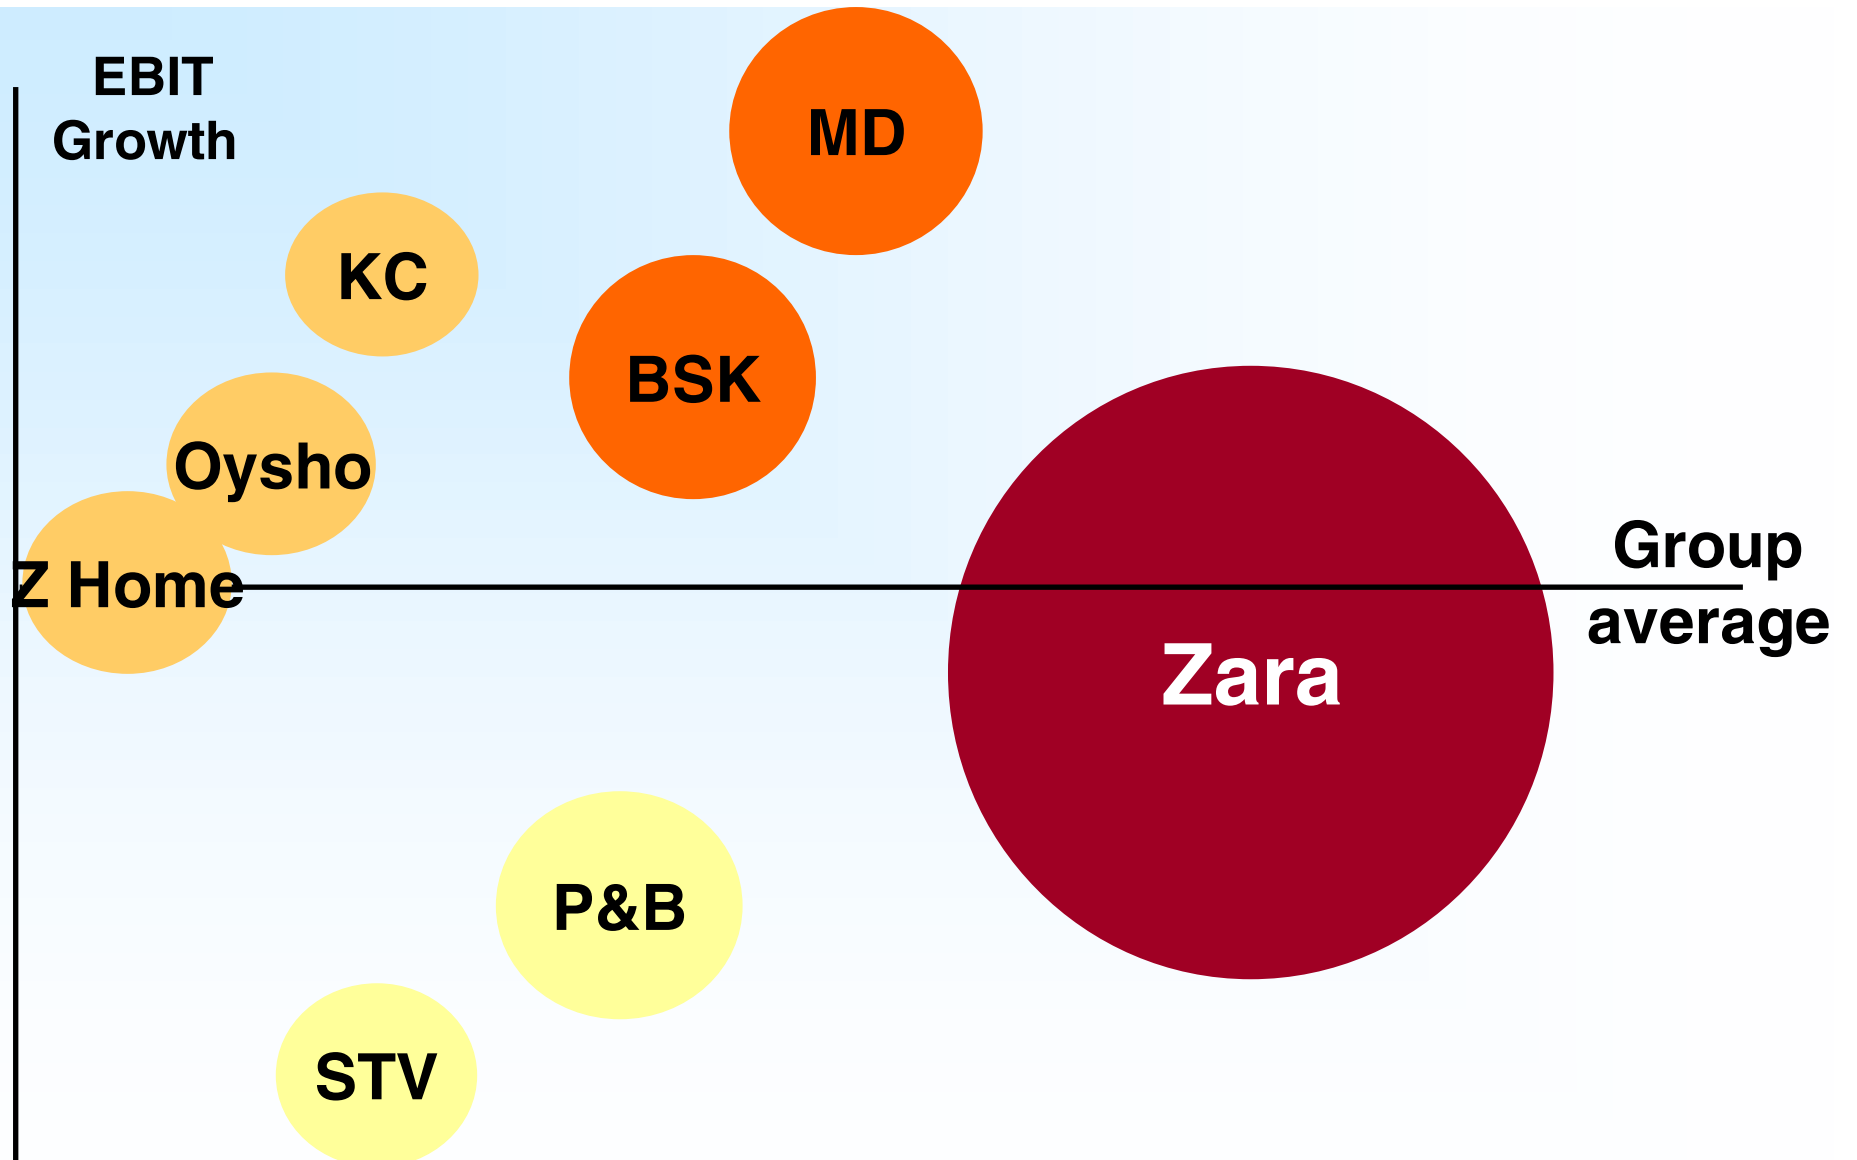 EBIT
Growth
MD
KC
BSK
Oysho
Z Home
Group
average
Zara
P&B
STV